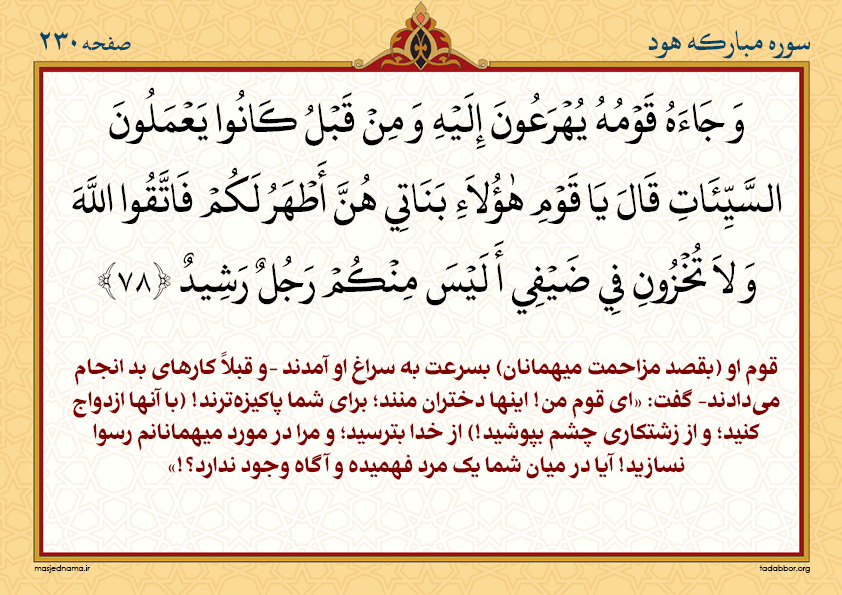 سوره مبارکه هود
صفحه ۲۳۰
وَ جَاءَهُ قَوْمُهُ يُهْرَعُونَ إِلَيْهِ وَ مِنْ قَبْلُ كَانُوا يَعْمَلُونَ
السَّيِّئَاتِ قَالَ يَا قَوْمِ هٰؤُلاَءِ بَنَاتِي هُنَّ أَطْهَرُ لَكُمْ فَاتَّقُوا اللَّهَ
وَ لاَ تُخْزُونِ فِي ضَيْفِي أَ لَيْسَ مِنْكُمْ رَجُلٌ رَشِيدٌ ﴿۷۸﴾
قوم او (بقصد مزاحمت میهمانان) بسرعت به سراغ او آمدند -و قبلاً کارهای بد انجام
می‌دادند- گفت: «ای قوم من! اینها دختران منند؛ برای شما پاکیزه‌ترند! (با آنها ازدواج
کنید؛ و از زشتکاری چشم بپوشید!) از خدا بترسید؛ و مرا در مورد میهمانانم رسوا
نسازید! آیا در میان شما یک مرد فهمیده و آگاه وجود ندارد؟!»
masjednama.ir
tadabbor.org